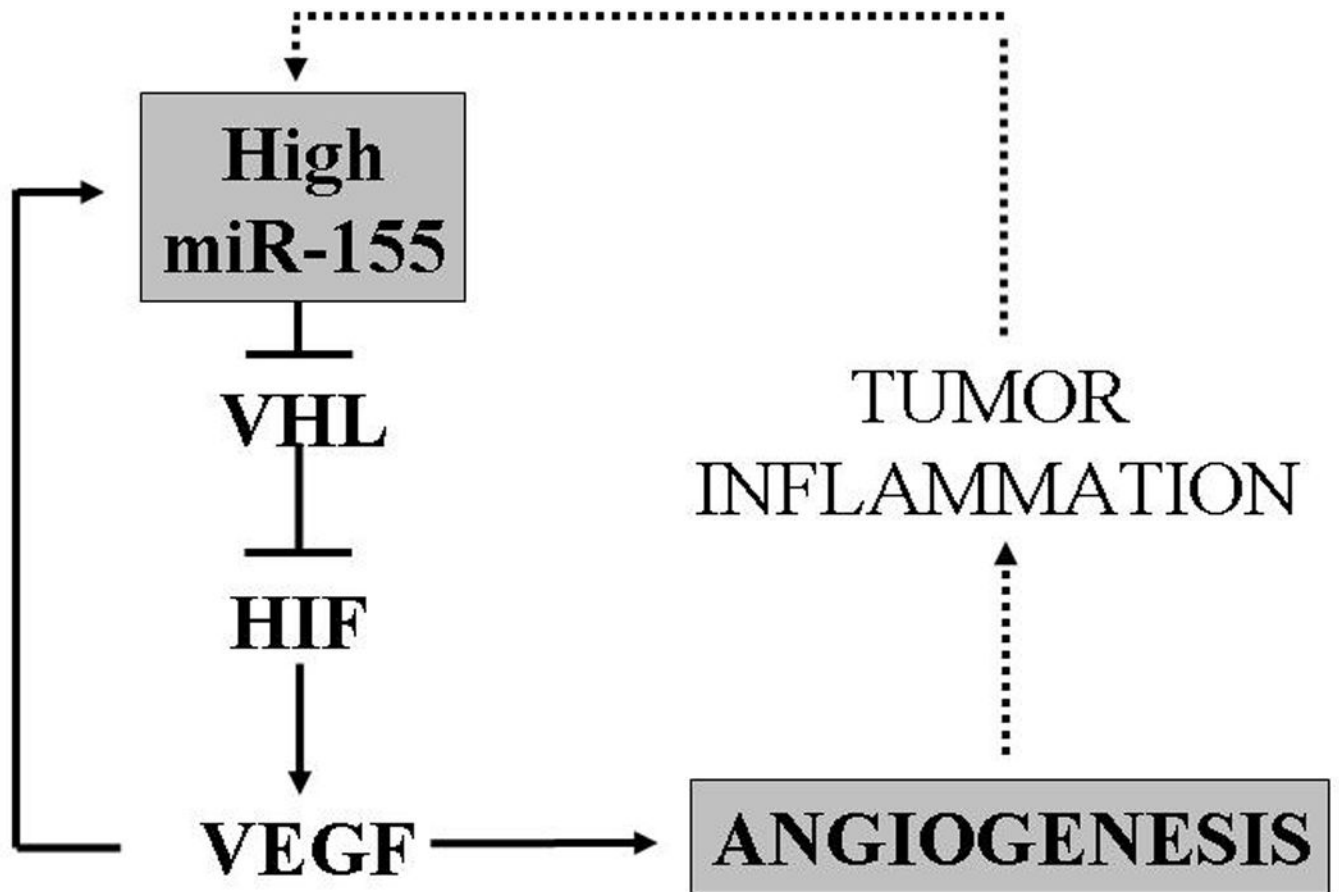 High
miR-155
VHL
HIF
VEGF
ANGIOGENESIS
TUMOR
INFLAMMATION